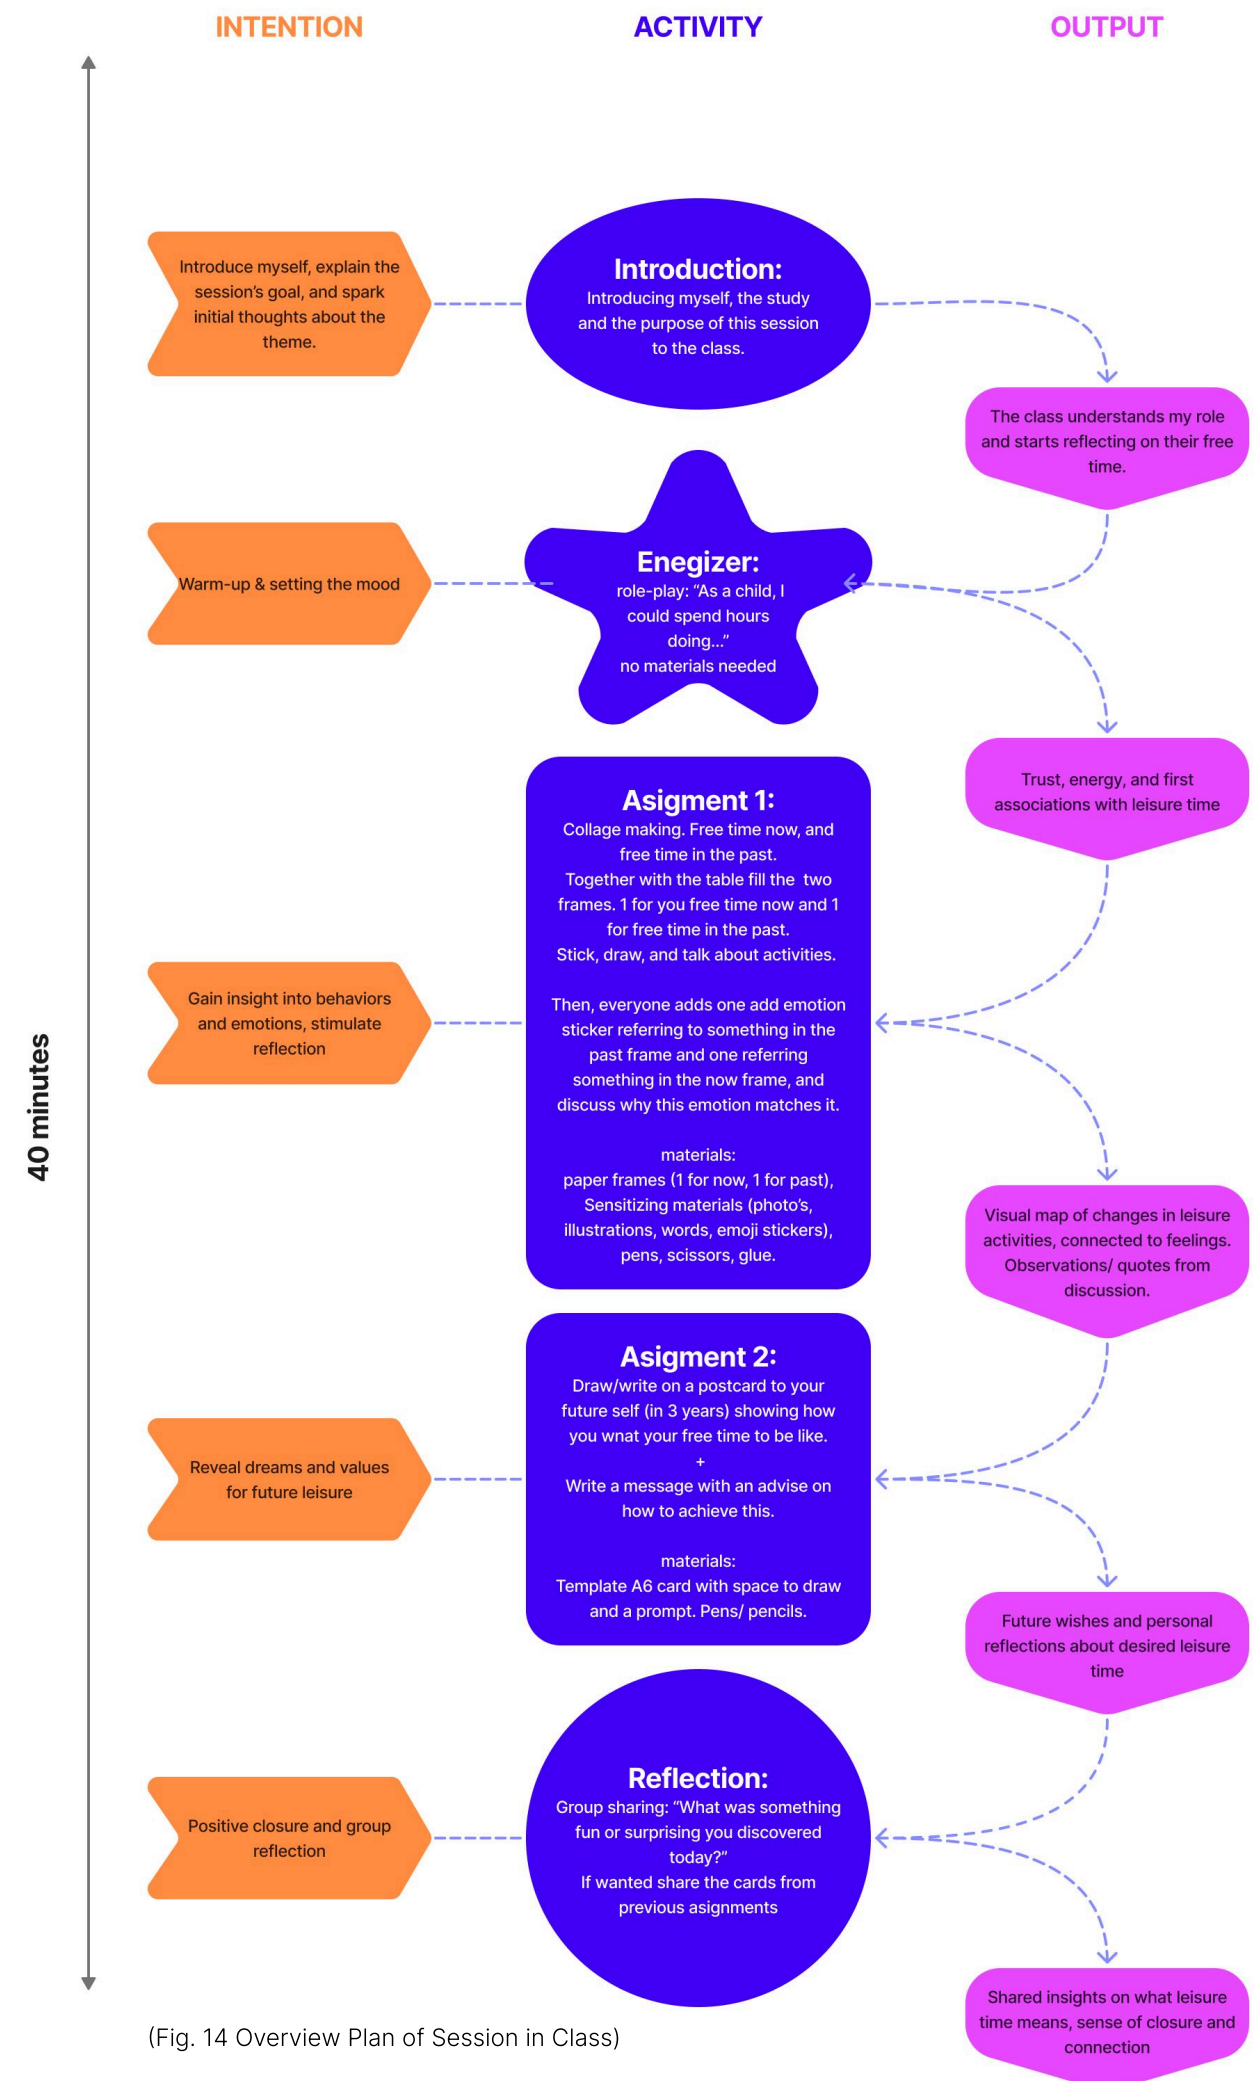 INTENTION
ACTIVITY
OUTPUT
40 minutes
Introduce myself, explain the
session's goal, and spark
initial thoughts about the
theme.
Introduction:
Introducing myself, the study
and the purpose of this session
to the class.
The class understands my role
and starts reflecting on their free
time.
Warm-up & setting the mood
Enegizer:
role-play: “As a child, I
could spend hours
doing...”
no materials needed
Trust, energy, and first
associations with leisure time
Gain insight into behaviors
and emotions, stimulate
reflection
Asigment 1:
Collage making. Free time now, and
free time in the past.
Together with the table fill the two
frames. 1 for you free time now and 1
for free time in the past.
Stick, draw, and talk about activities.
Then, everyone adds one add emotion
sticker referring to something in the
past frame and one referring
something in the now frame, and
discuss why this emotion matches it.
materials:
paper frames (1 for now, 1 for past),
Sensitizing materials (photo's,
illustrations, words, emoji stickers),
pens, scissors, glue.
Visual map of changes in leisure
activities, connected to feelings.
Observations/ quotes from
discussion.
Reveal dreams and values
for future leisure
Asigment 2:
Draw/write on a postcard to your
future self (in 3 years) showing how
you wnat your free time to be like.
+
Write a message with an advise on
how to achieve this.
materials:
Template A6 card with space to draw
and a prompt. Pens/ pencils.
Future wishes and personal
reflections about desired leisure
time
Positive closure and group
reflection
Reflection:
Group sharing: “What was something
fun or surprising you discovered
today?”
If wanted share the cards from
previous asignments
Shared insights on what leisure
time means, sense of closure and
connection
(Fig. 14 Overview Plan of Session in Class)